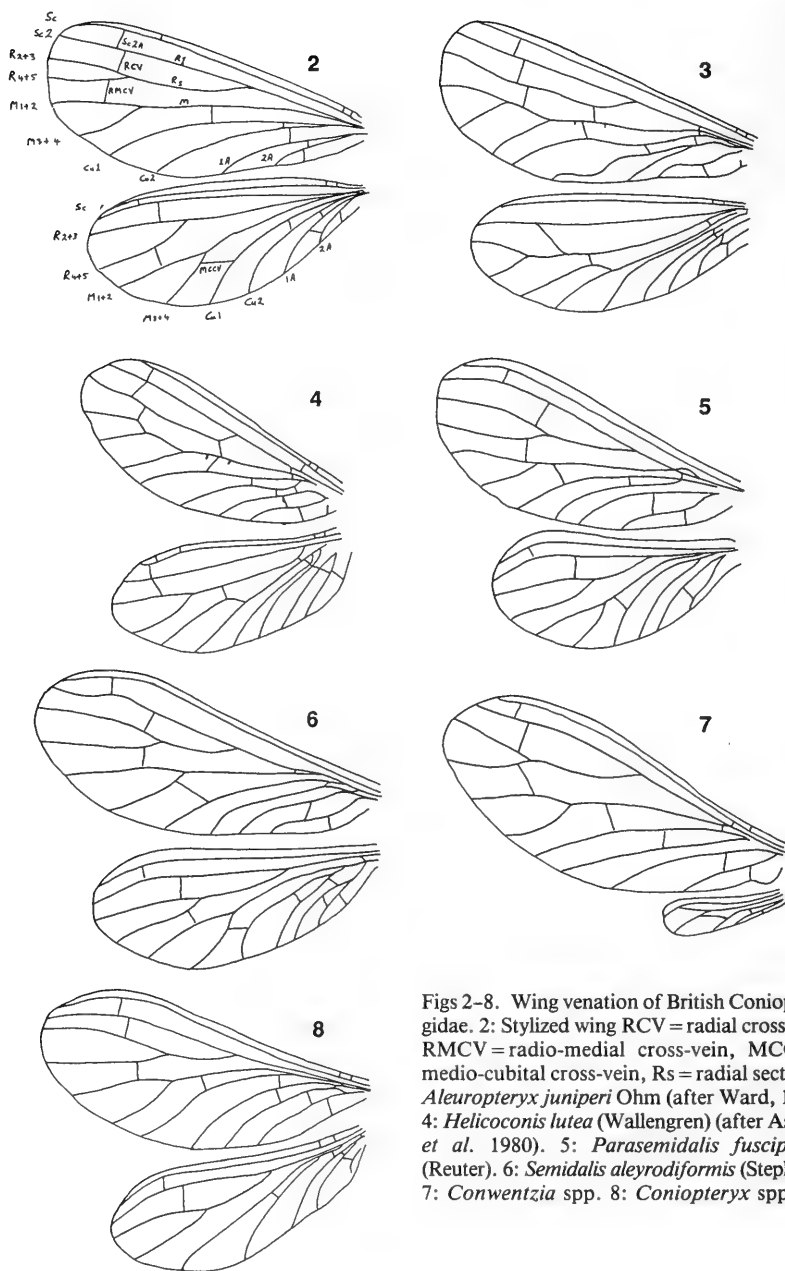 Sc
Sc2
R2+3
R4+5
M1+2
M3+4
Cu1
Cu2
1A
2A
Sc2A
R1
RCV
Rs
RMCV
M
2
Sc
R2+3
R4+5
M1+2
M3+4
Cu1
Cu2
1A
2A
MCCV
3
4
5
6
7
8
Figs 2–8. Wing venation of British Coniop
gidae. 2: Stylized wing RCV = radial cross
RMCV = radio-medial cross-vein, MCC
medio-cubital cross-vein, Rs = radial sect
Aleuropteryx juniperi Ohm (after Ward, 1
4: Helicoconis lutea (Wallengren) (after As
et al. 1980). 5: Parasemidalis fuscip
(Reuter). 6: Semidalis aleyrodiformis (Steph
7: Conwentzia spp. 8: Coniopteryx spp